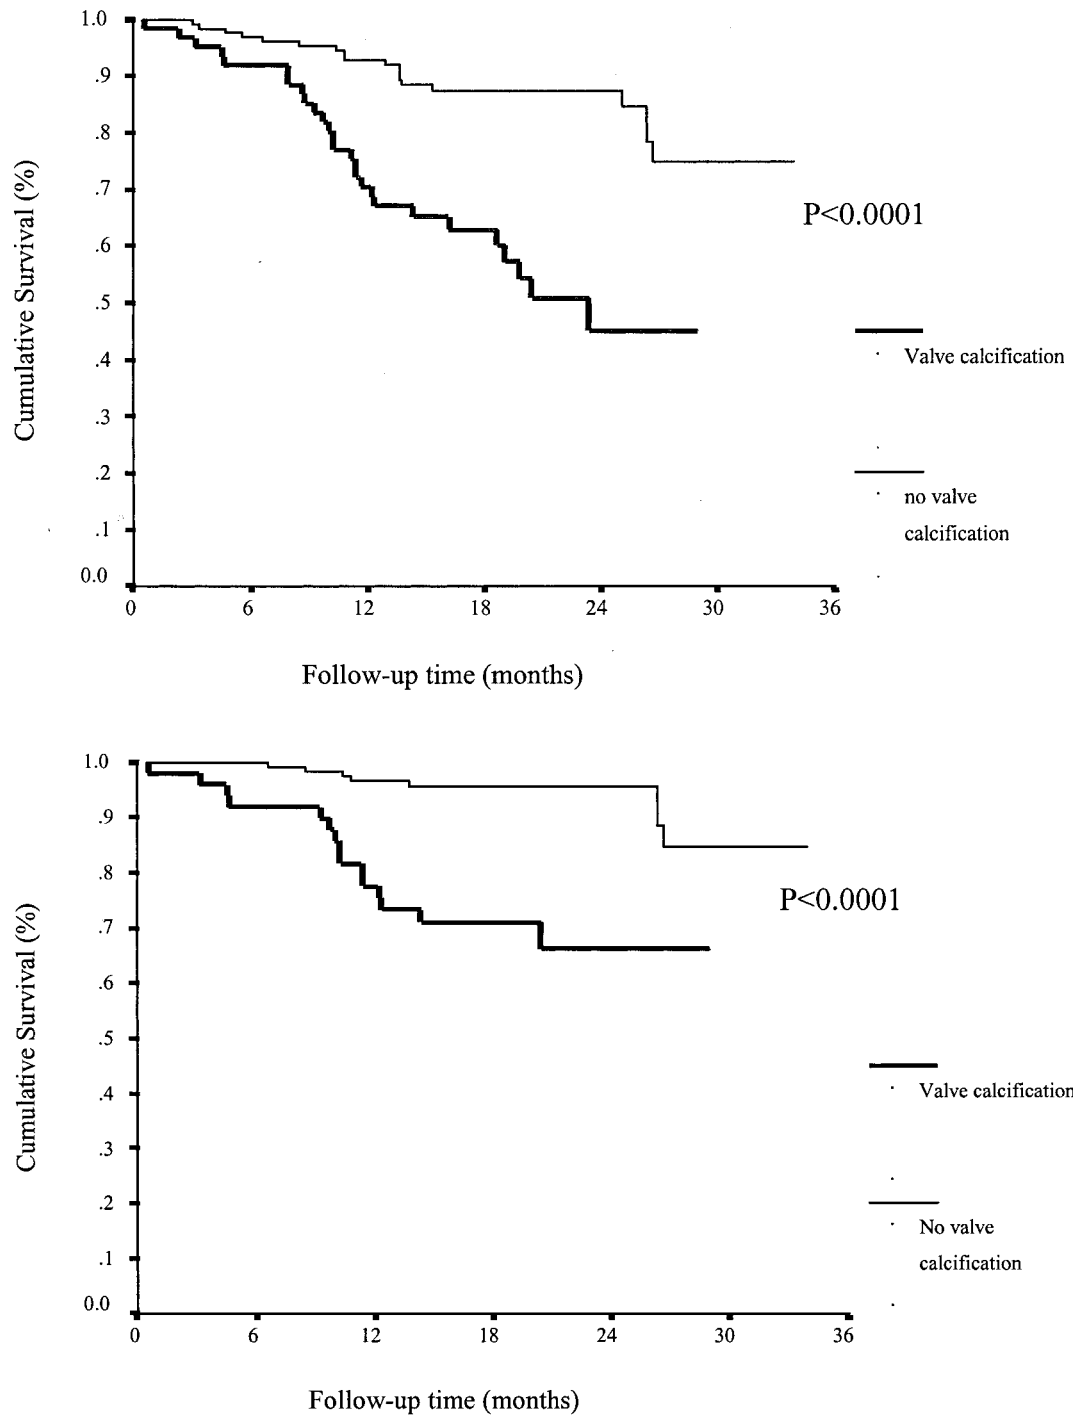 1.0
.9
.8
.7
.6
.5
.4
.3
.2
.1
0.0
Cumulative Survival (%)
0 6 12 18 24 30 36
Follow-up time (months)
P<0.0001
Valve calcification
no valve
calcification
1.0
.9
.8
.7
.6
.5
.4
.3
.2
.1
0.0
Cumulative Survival (%)
0 6 12 18 24 30 36
Follow-up time (months)
P<0.0001
Valve calcification
No valve
calcification